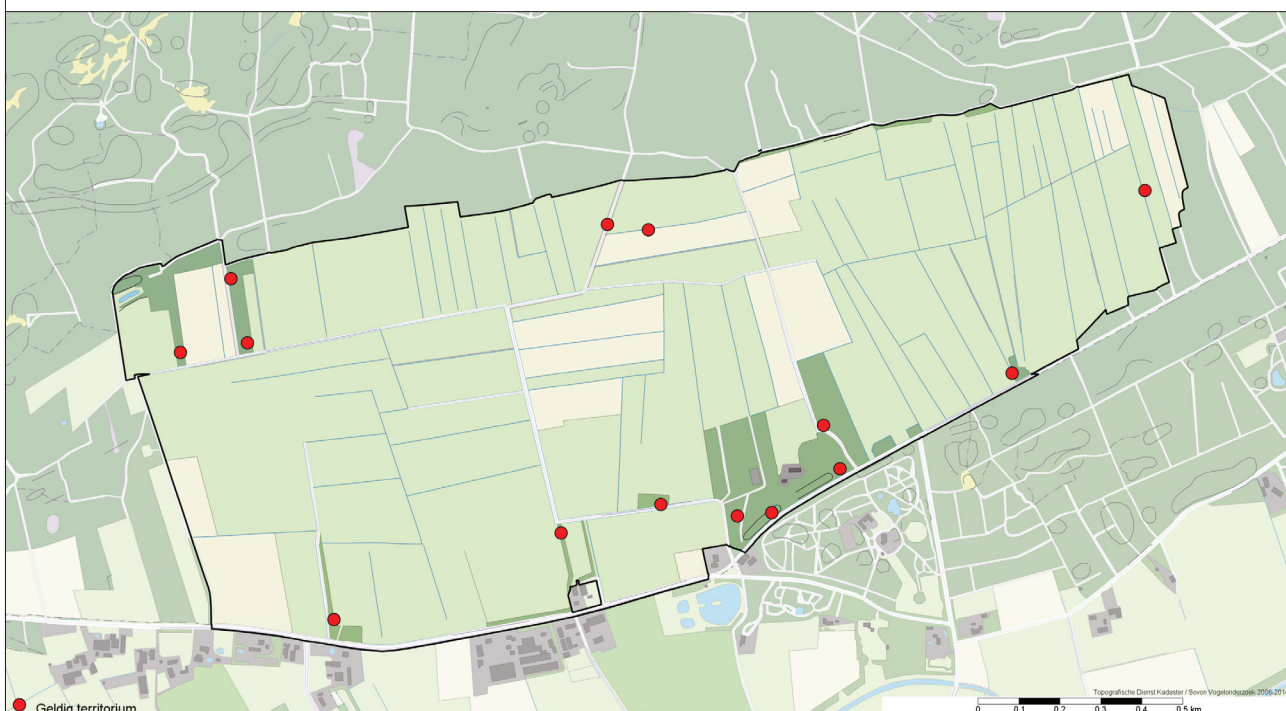 Geldig territorium
Topografische Dienst Kadaster / Sovon Vogelonderzoek 2006-201
0 0.1 0.2 0.3 0.4 0.5 km